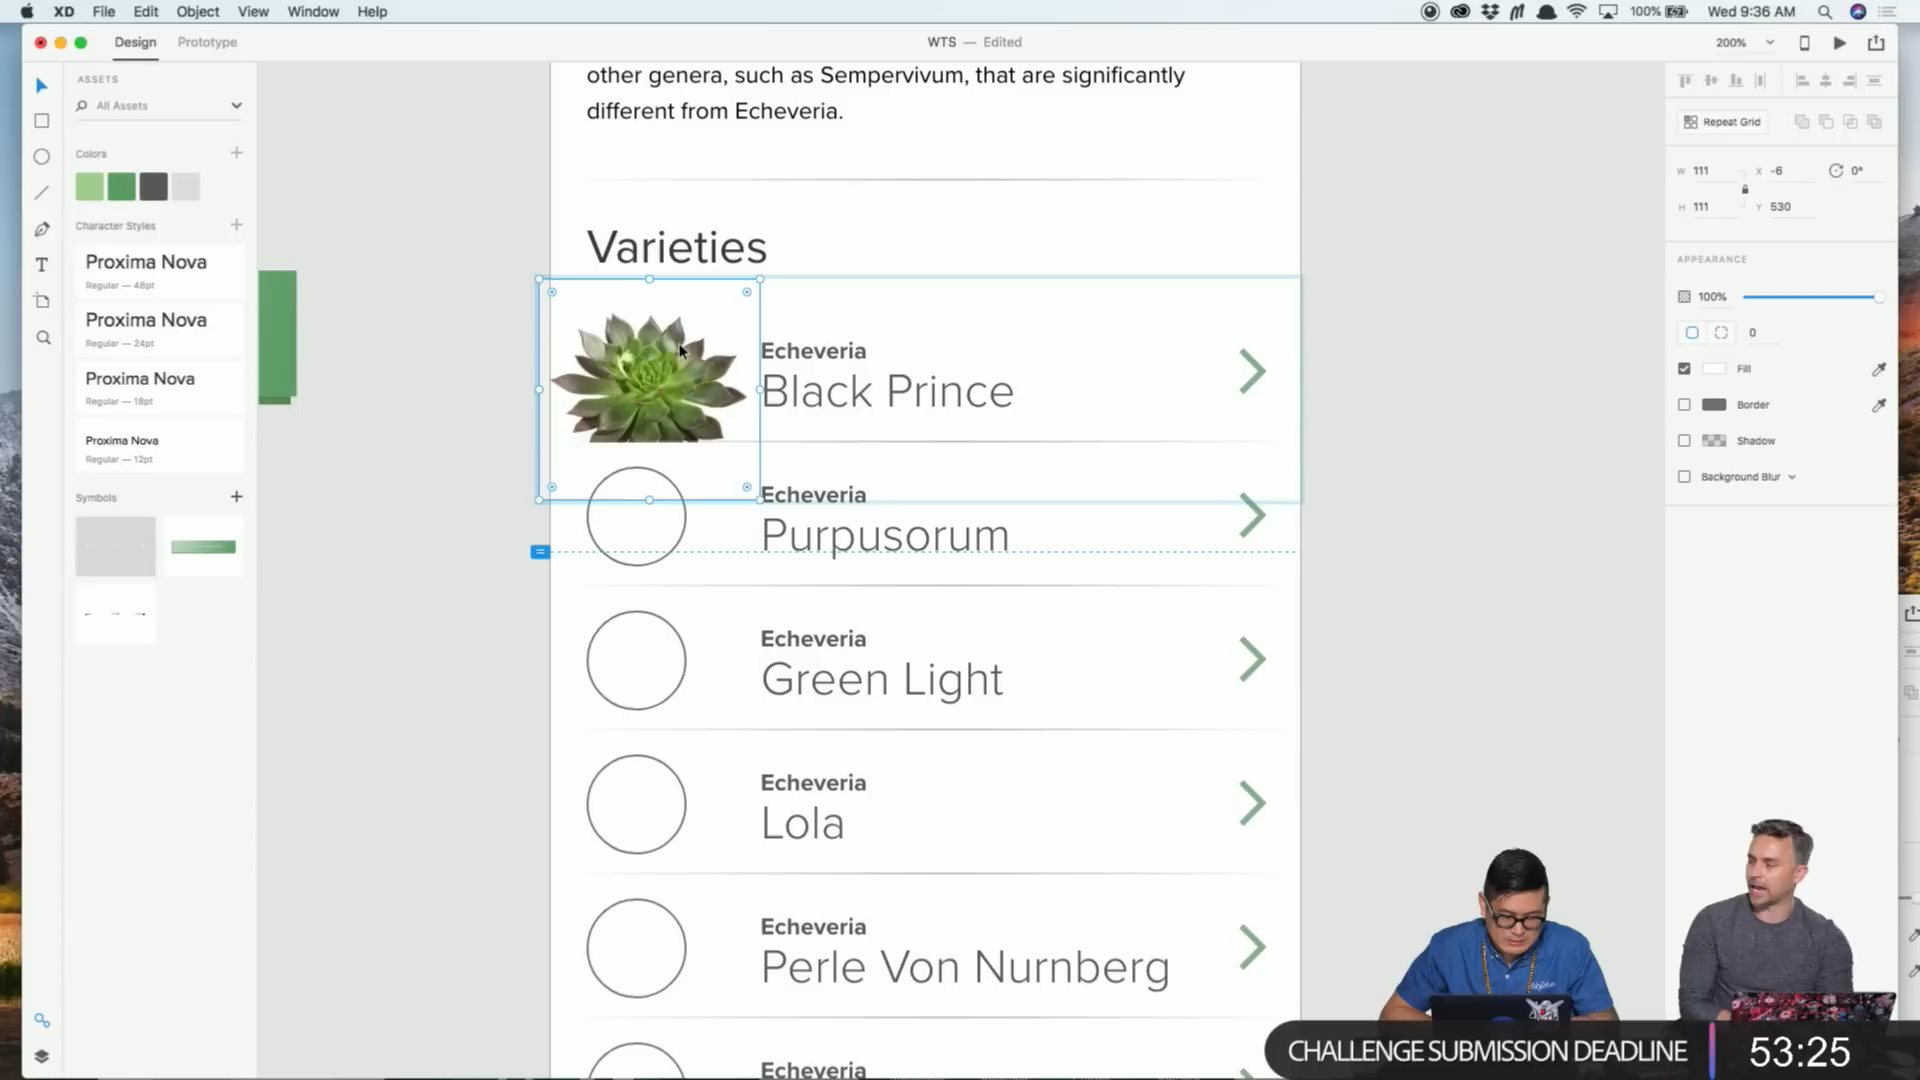 XD File Edit Object View Window Help
100% Wed 9:36 AM
Design Prototype
WTS — Edited
200%
ASSETS
All Assets
Colors
Character Styles
Proxima Nova
Regular — 48pt
Proxima Nova
Regular — 24pt
Proxima Nova
Regular — 18pt
Proxima Nova
Regular — 12pt
Symbols
other genera, such as Sempervivum, that are significantly
different from Echeveria.
Varieties
Echeveria
Black Prince
Echeveria
Purpusorum
Echeveria
Green Light
Echeveria
Lola
Echeveria
Perle Von Nurnberg
Echeveria
Repeat Grid
W 111 X -6 0°
H 111 Y 530
APPEARANCE
100%
0
Fill
Border
Shadow
Background Blur
CHALLENGE SUBMISSION DEADLINE 53:25